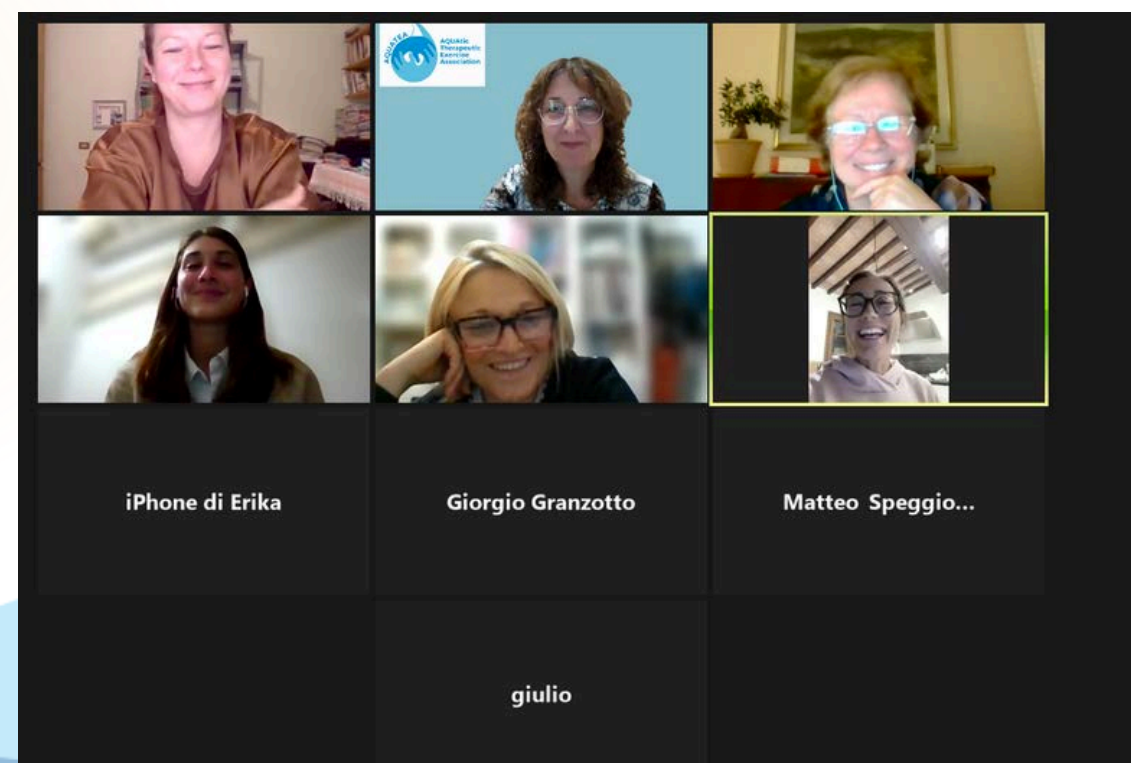 AQUATEA
AQUAtic
Therapeutic
Exercise
Association
iPhone di Erika
Giorgio Granzotto
Matteo Speggio...
giulio